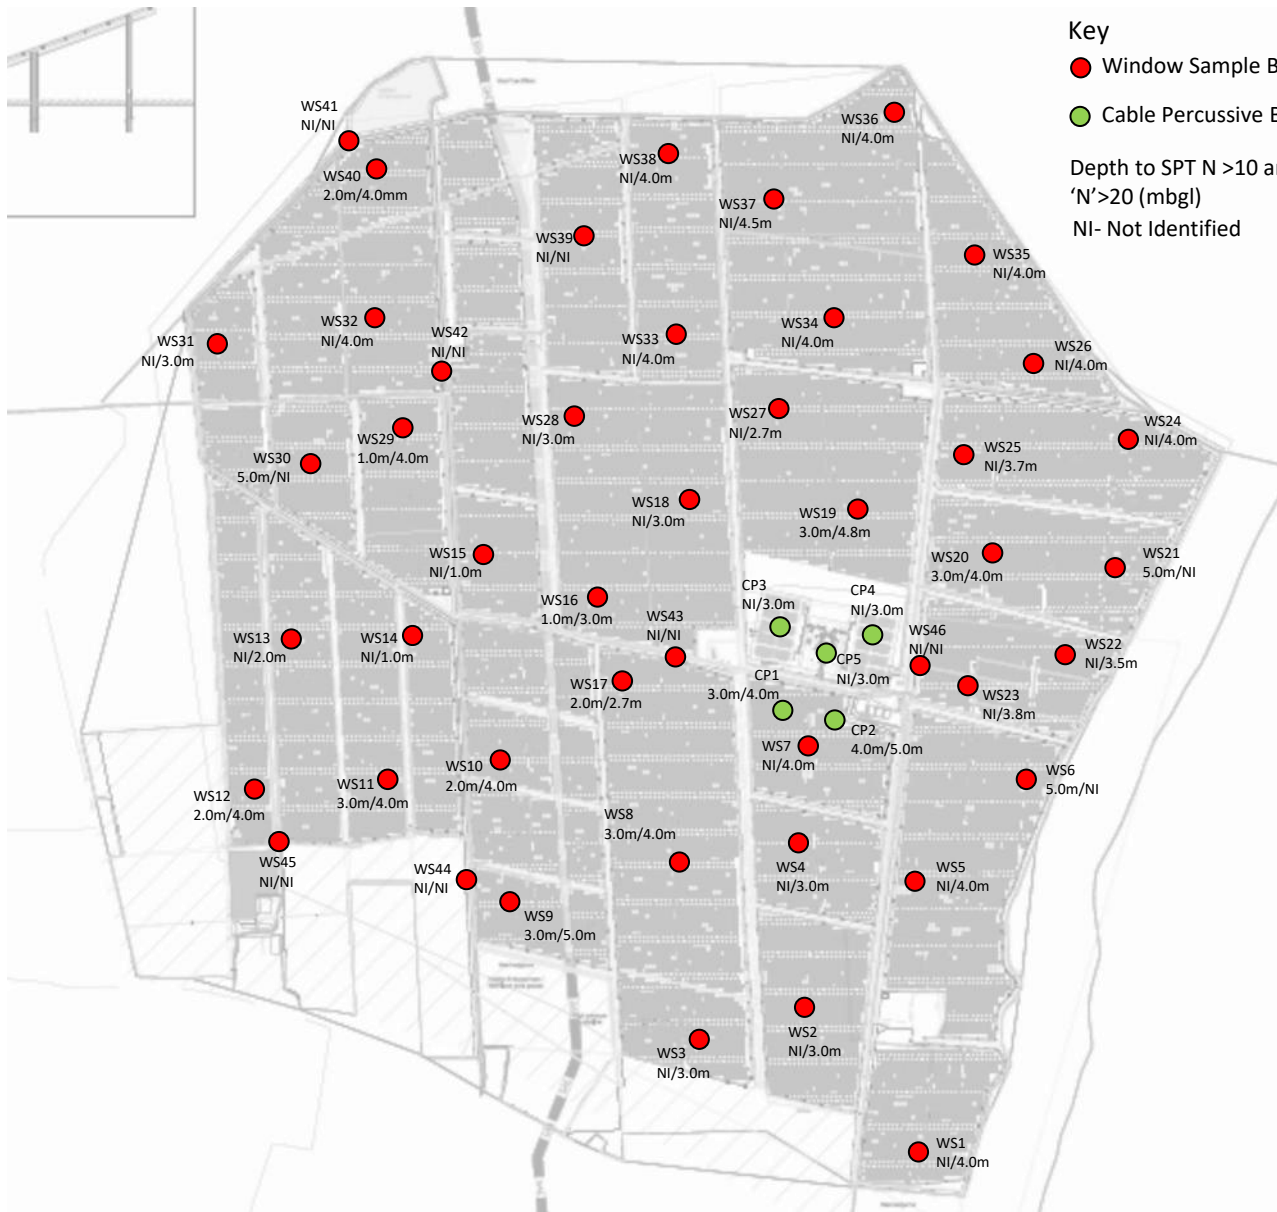 Key
Window Sample B
Cable Percussive B
Depth to SPT N >10 a
‘N’>20 (mbgl)
NI- Not Identified
WS41
NI/NI
WS40
2.0m/4.0mm
WS38
NI/4.0m
WS36
NI/4.0m
WS37
NI/4.5m
WS39
NI/NI
WS35
NI/4.0m
WS31
NI/3.0m
WS32
NI/4.0m
WS42
NI/NI
WS33
NI/4.0m
WS34
NI/4.0m
WS26
NI/4.0m
WS28
NI/3.0m
WS27
NI/2.7m
WS24
NI/4.0m
WS29
1.0m/4.0m
WS30
5.0m/NI
WS25
NI/3.7m
WS18
NI/3.0m
WS19
3.0m/4.8m
WS15
NI/1.0m
WS20
3.0m/4.0m
WS21
5.0m/NI
WS16
1.0m/3.0m
CP3
NI/3.0m
CP4
NI/3.0m
WS13
NI/2.0m
WS14
NI/1.0m
WS43
NI/NI
WS46
NI/NI
WS22
NI/3.5m
CP5
NI/3.0m
WS17
2.0m/2.7m
CP1
3.0m/4.0m
WS23
NI/3.8m
CP2
4.0m/5.0m
WS7
NI/4.0m
WS10
2.0m/4.0m
WS6
5.0m/NI
WS12
2.0m/4.0m
WS11
3.0m/4.0m
WS8
3.0m/4.0m
WS45
NI/NI
WS4
NI/3.0m
WS44
NI/NI
WS5
NI/4.0m
WS9
3.0m/5.0m
WS2
NI/3.0m
WS3
NI/3.0m
WS1
NI/4.0m